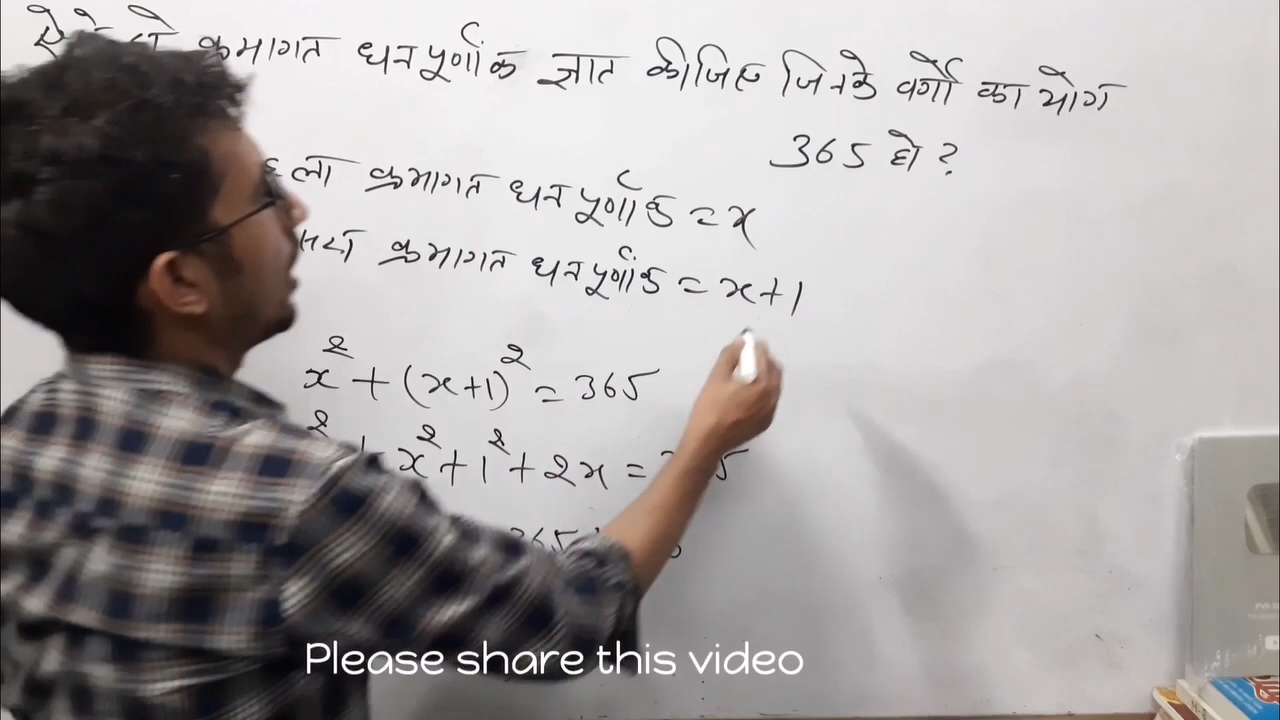 क्रमागत धनपूर्णांक ज्ञात कीजिए जिनके वर्गों का योग
365 हो ?
क्रमागत धनपूर्णांक = x
क्रमागत धनपूर्णांक = x+1
x² + (x+1)² = 365
x² + 1² + 2x =
365
Please share this video